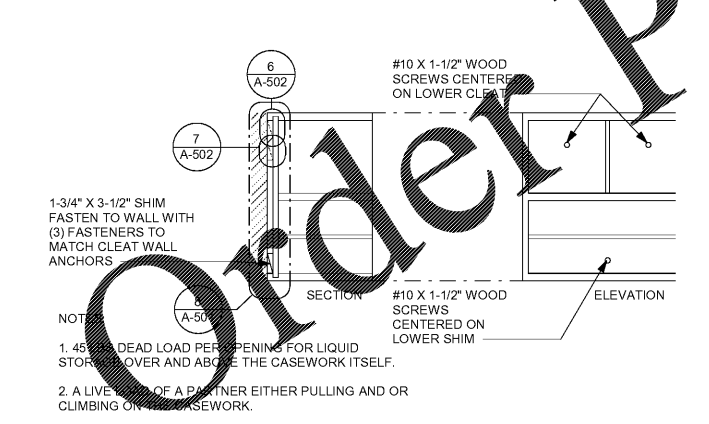 6
A-502
#10 X 1-1/2" WOOD
SCREWS CENTERED
ON LOWER CLEAT
7
A-502
1-3/4" X 3-1/2" SHIM
FASTEN TO WALL WITH
(3) FASTENERS TO
MATCH CLEAT WALL
ANCHORS
SECTION
#10 X 1-1/2" WOOD
SCREWS
CENTERED ON
LOWER SHIM
ELEVATION
NOTES
1. 45 LBS DEAD LOAD PER OPENING FOR LIQUID
STORAGE OVER AND ABOVE THE CASEWORK ITSELF.
2. A LIVE LOAD OF A PARTNER EITHER PULLING AND OR
CLIMBING ON THE CASEWORK.
Order P